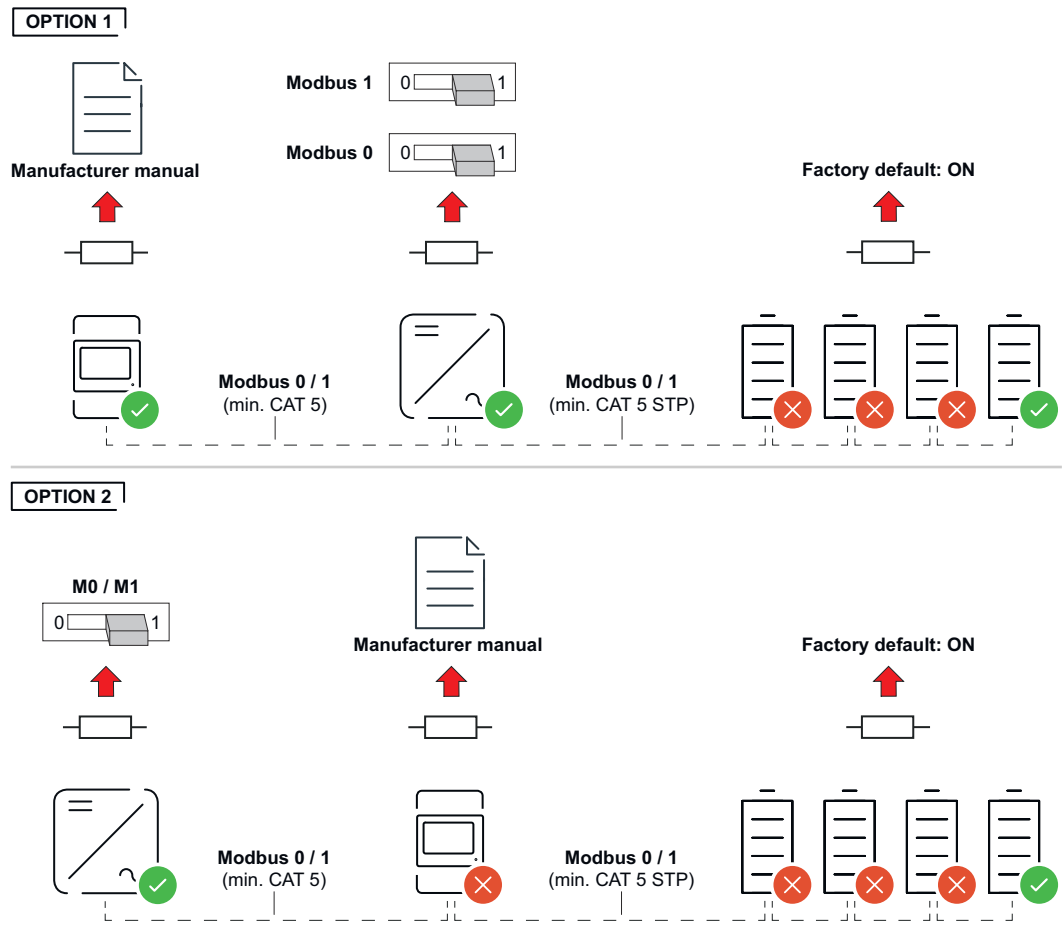 OPTION 1
Modbus 1 0 1
Modbus 0 0 1
Manufacturer manual
Factory default: ON
Modbus 0 / 1
(min. CAT 5)
Modbus 0 / 1
(min. CAT 5 STP)
OPTION 2
M0 / M1
0 1
Manufacturer manual
Factory default: ON
Modbus 0 / 1
(min. CAT 5)
Modbus 0 / 1
(min. CAT 5 STP)